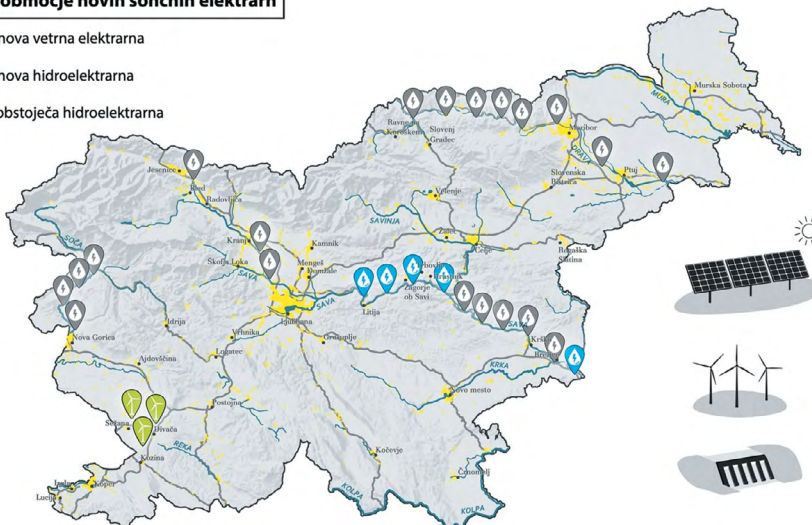 območje novih sončnih elektrarn
nova vetrna elektrarna
nova hidroelektrarna
obstoječa hidroelektrarna
Murska Sobota
MURA
Ravne na
Koroškem
Slovenj
Gradec
Maribor
DRAVA
Ptuj
Slovenska
Bistrica
Jesenice
Bled
Radovljica
Velenje
SAVINJA
Žalec
Celje
Rogaška
Slatina
SOČA
Kranj
Kamnik
Škofja Loka
Mengeš
Domžale
SAVA
Trbovlje
Hrastnik
Zagorje
ob Savi
SAVA
Litija
SAVA
Ljubljana
Idrija
Vrhnika
Grosuplje
Krško
Brežice
Nova Gorica
Logatec
Ajdovščina
KRKA
Novo mesto
Postojna
Sežana
Divača
REKA
Kozina
Kočevje
Črnomelj
Izola
Koper
Lucija
KOLPA
KOLPA